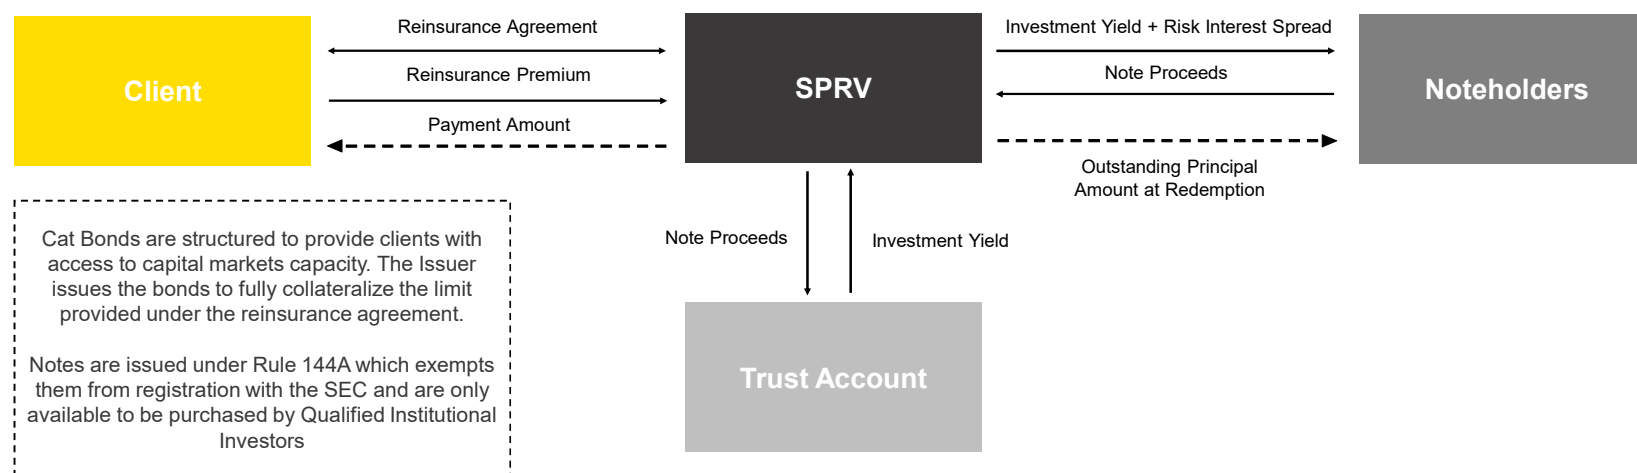 Client
Reinsurance Agreement
Reinsurance Premium
Payment Amount
SPRV
Investment Yield + Risk Interest Spread
Note Proceeds
Outstanding Principal
Amount at Redemption
Noteholders
Note Proceeds
Investment Yield
Trust Account
Cat Bonds are structured to provide clients with
access to capital markets capacity. The Issuer
issues the bonds to fully collateralize the limit
provided under the reinsurance agreement.
Notes are issued under Rule 144A which exempts
them from registration with the SEC and are only
available to be purchased by Qualified Institutional
Investors